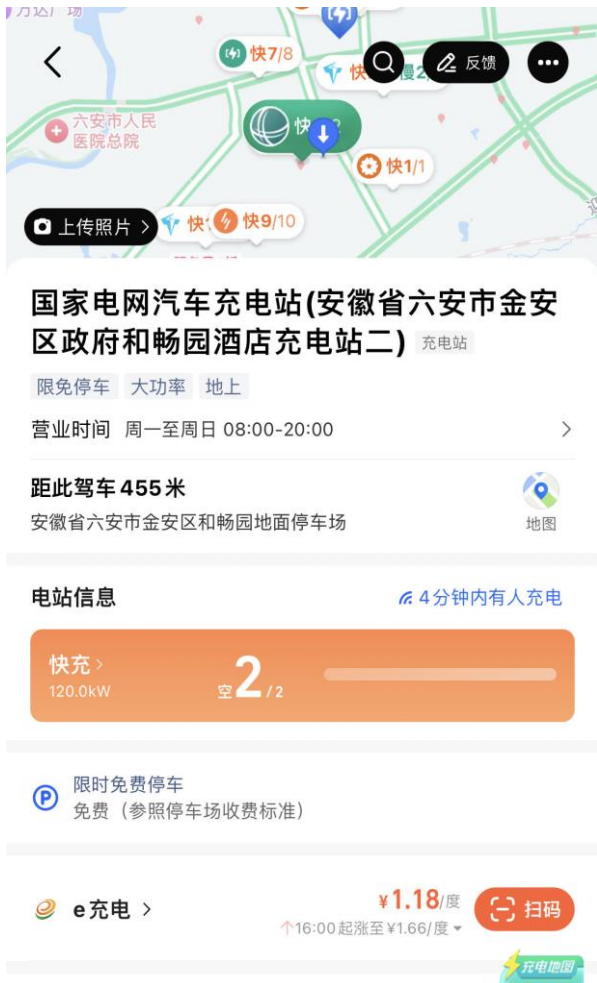 快7/8
反馈
六安市人民
医院总院
快1/1
上传照片 >
快9/10
国家电网汽车充电站(安徽省六安市金安
区政府和畅园酒店充电站二) 充电站
限免停车 大功率 地上
营业时间 周一至周日 08:00-20:00 >
距此驾车455米
安徽省六安市金安区和畅园地面停车场
地图
电站信息 4分钟内有人充电
快充 >
120.0kW
空2/2
P
限时免费停车
免费（参照停车场收费标准）
e充电 > ¥1.18/度 扫码
↑16:00起涨至¥1.66/度
充电地图